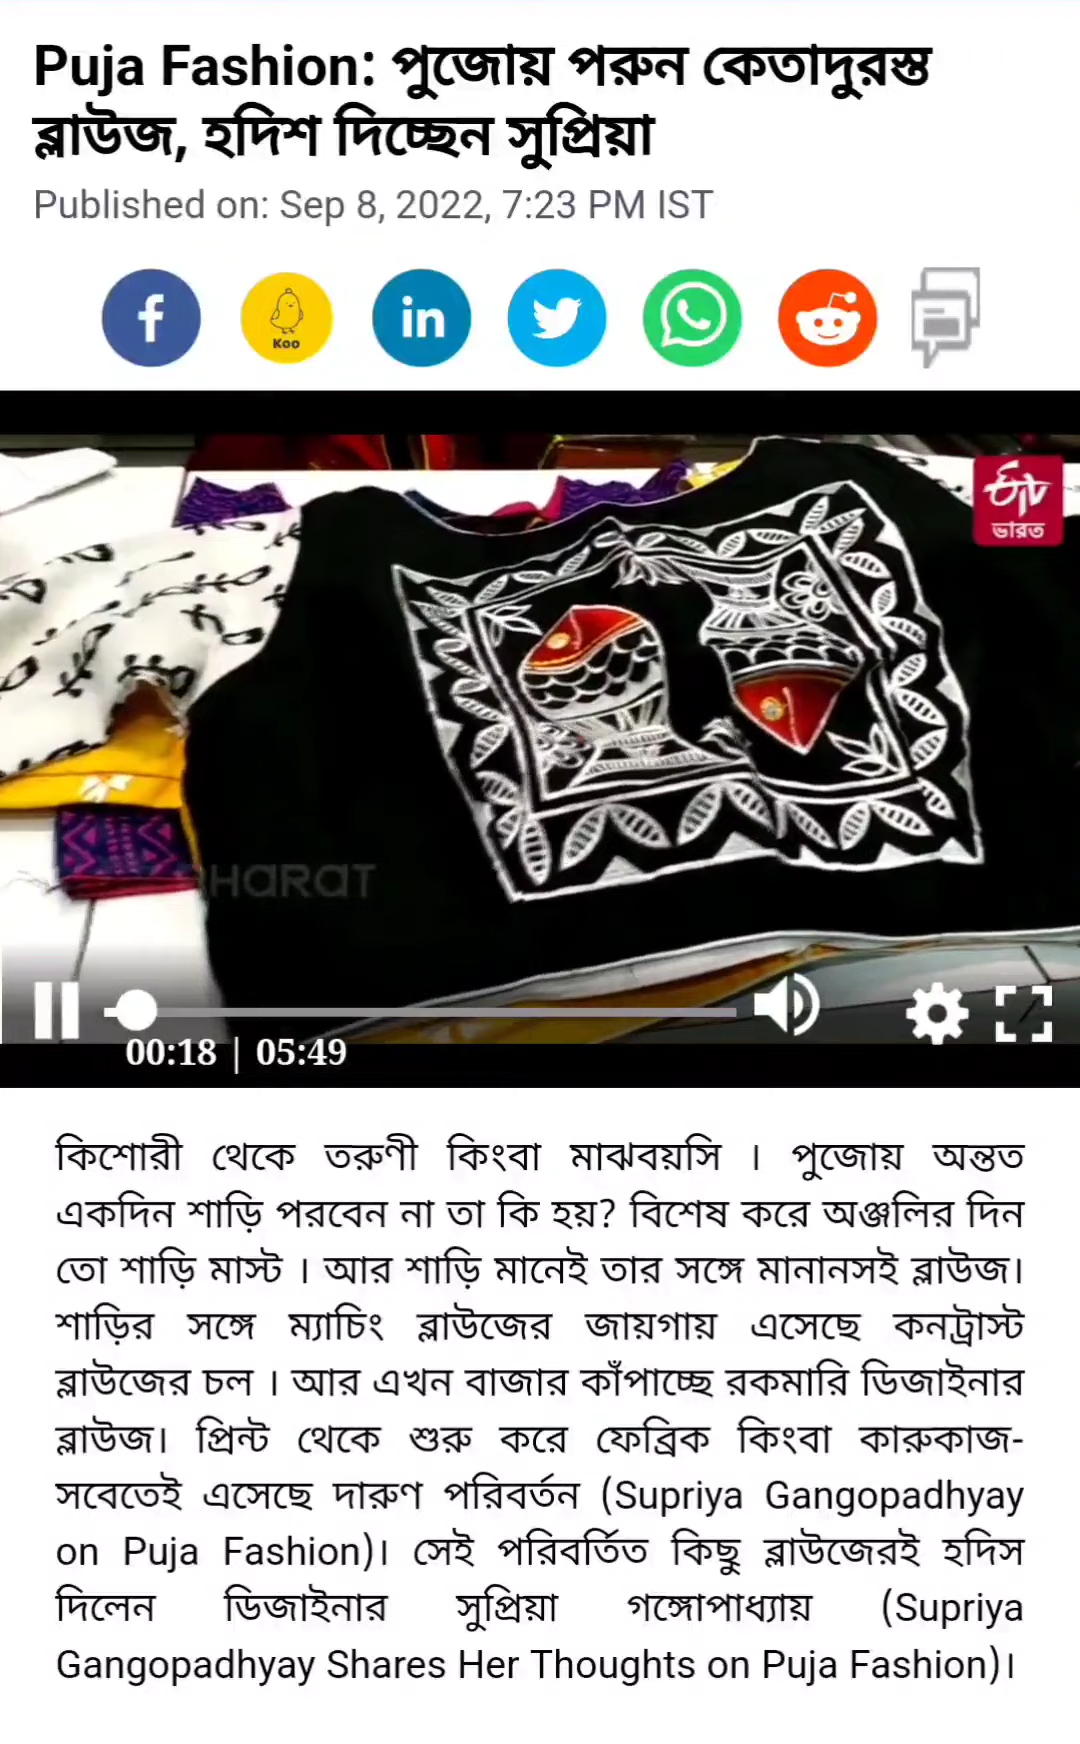 Puja Fashion: পুজোয় পরুন কেতাদুরস্ত
ব্লাউজ, হদিশ দিচ্ছেন সুপ্রিয়া
Published on: Sep 8, 2022, 7:23 PM IST
f
Koo
in
etv
ভারত
BHARAT
00:18 | 05:49
কিশোরী থেকে তরুণী কিংবা মাঝবয়সি । পুজোয় অন্তত
একদিন শাড়ি পরবেন না তা কি হয়? বিশেষ করে অঞ্জলির দিন
তো শাড়ি মাস্ট । আর শাড়ি মানেই তার সঙ্গে মানানসই ব্লাউজ।
শাড়ির সঙ্গে ম্যাচিং ব্লাউজের জায়গায় এসেছে কনট্রাস্ট
ব্লাউজের চল । আর এখন বাজার কাঁপাচ্ছে রকমারি ডিজাইনার
ব্লাউজ। প্রিন্ট থেকে শুরু করে ফেব্রিক কিংবা কারুকাজ-
সবেতেই এসেছে দারুণ পরিবর্তন (Supriya Gangopadhyay
on Puja Fashion)। সেই পরিবর্তিত কিছু ব্লাউজেরই হদিস
দিলেন ডিজাইনার সুপ্রিয়া গঙ্গোপাধ্যায় (Supriya
Gangopadhyay Shares Her Thoughts on Puja Fashion)।